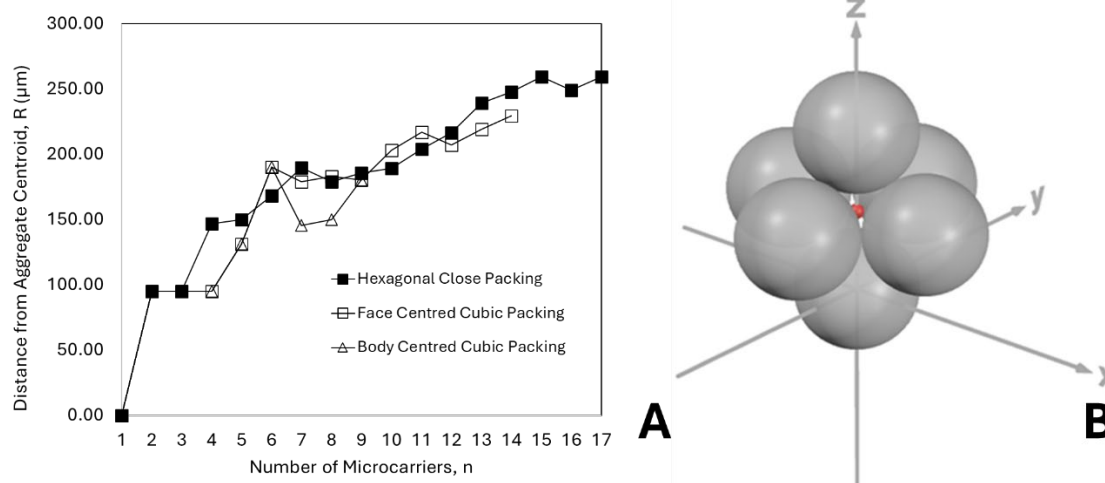 300.00
250.00
200.00
150.00
100.00
50.00
0.00
Distance from Aggregate Centroid, R (µm)
Hexagonal Close Packing
Face Centred Cubic Packing
Body Centred Cubic Packing
1 2 3 4 5 6 7 8 9 10 11 12 13 14 15 16 17
Number of Microcarriers, n
A
z
y
x
B